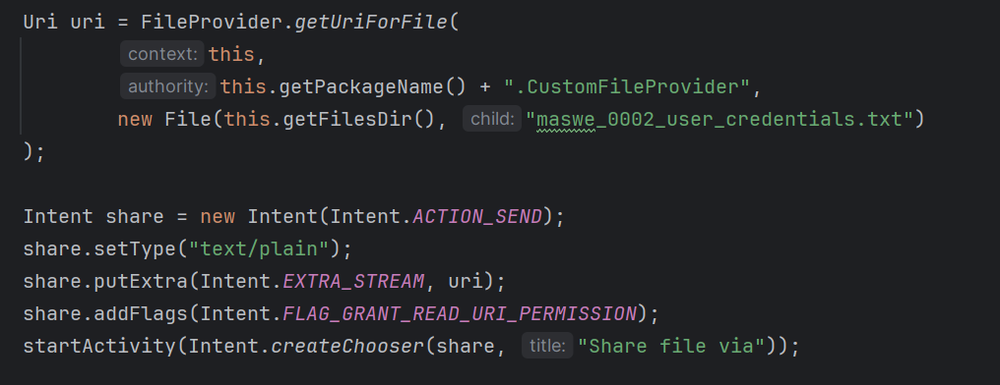 Uri uri = FileProvider.getUriForFile(
context: this,
authority: this.getPackageName() + ".CustomFileProvider",
new File(this.getFilesDir(), child: "maswe_0002_user_credentials.txt")
);
Intent share = new Intent(Intent.ACTION_SEND);
share.setType("text/plain");
share.putExtra(Intent.EXTRA_STREAM, uri);
share.addFlags(Intent.FLAG_GRANT_READ_URI_PERMISSION);
startActivity(Intent.createChooser(share, title: "Share file via"));